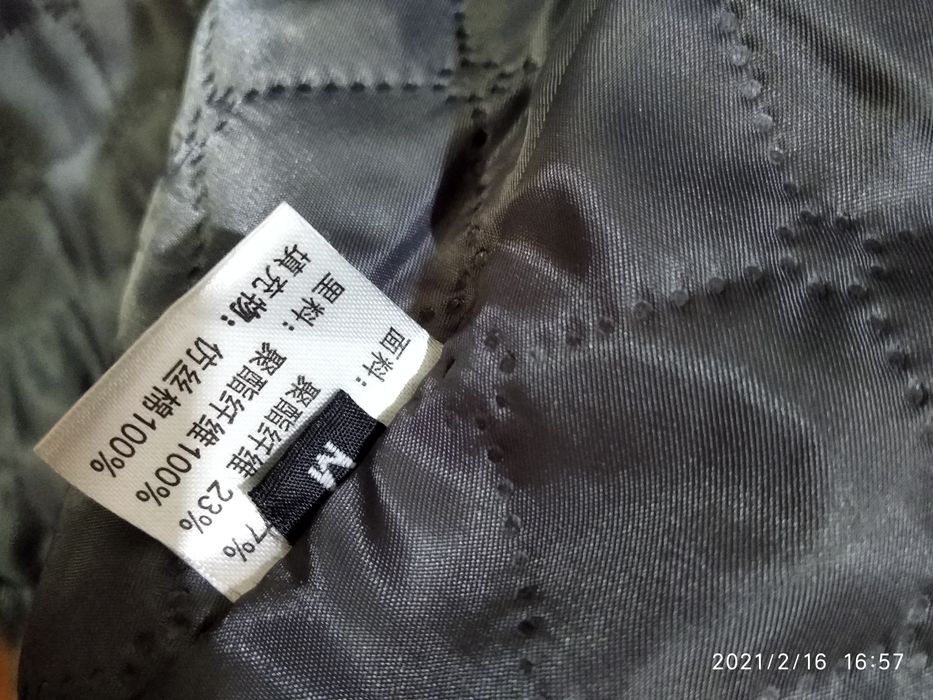 面料: 7%
聚酯纤维 23%
里料: 聚酯纤维100%
填充物: 仿丝棉100%
M
2021/2/16 16:57